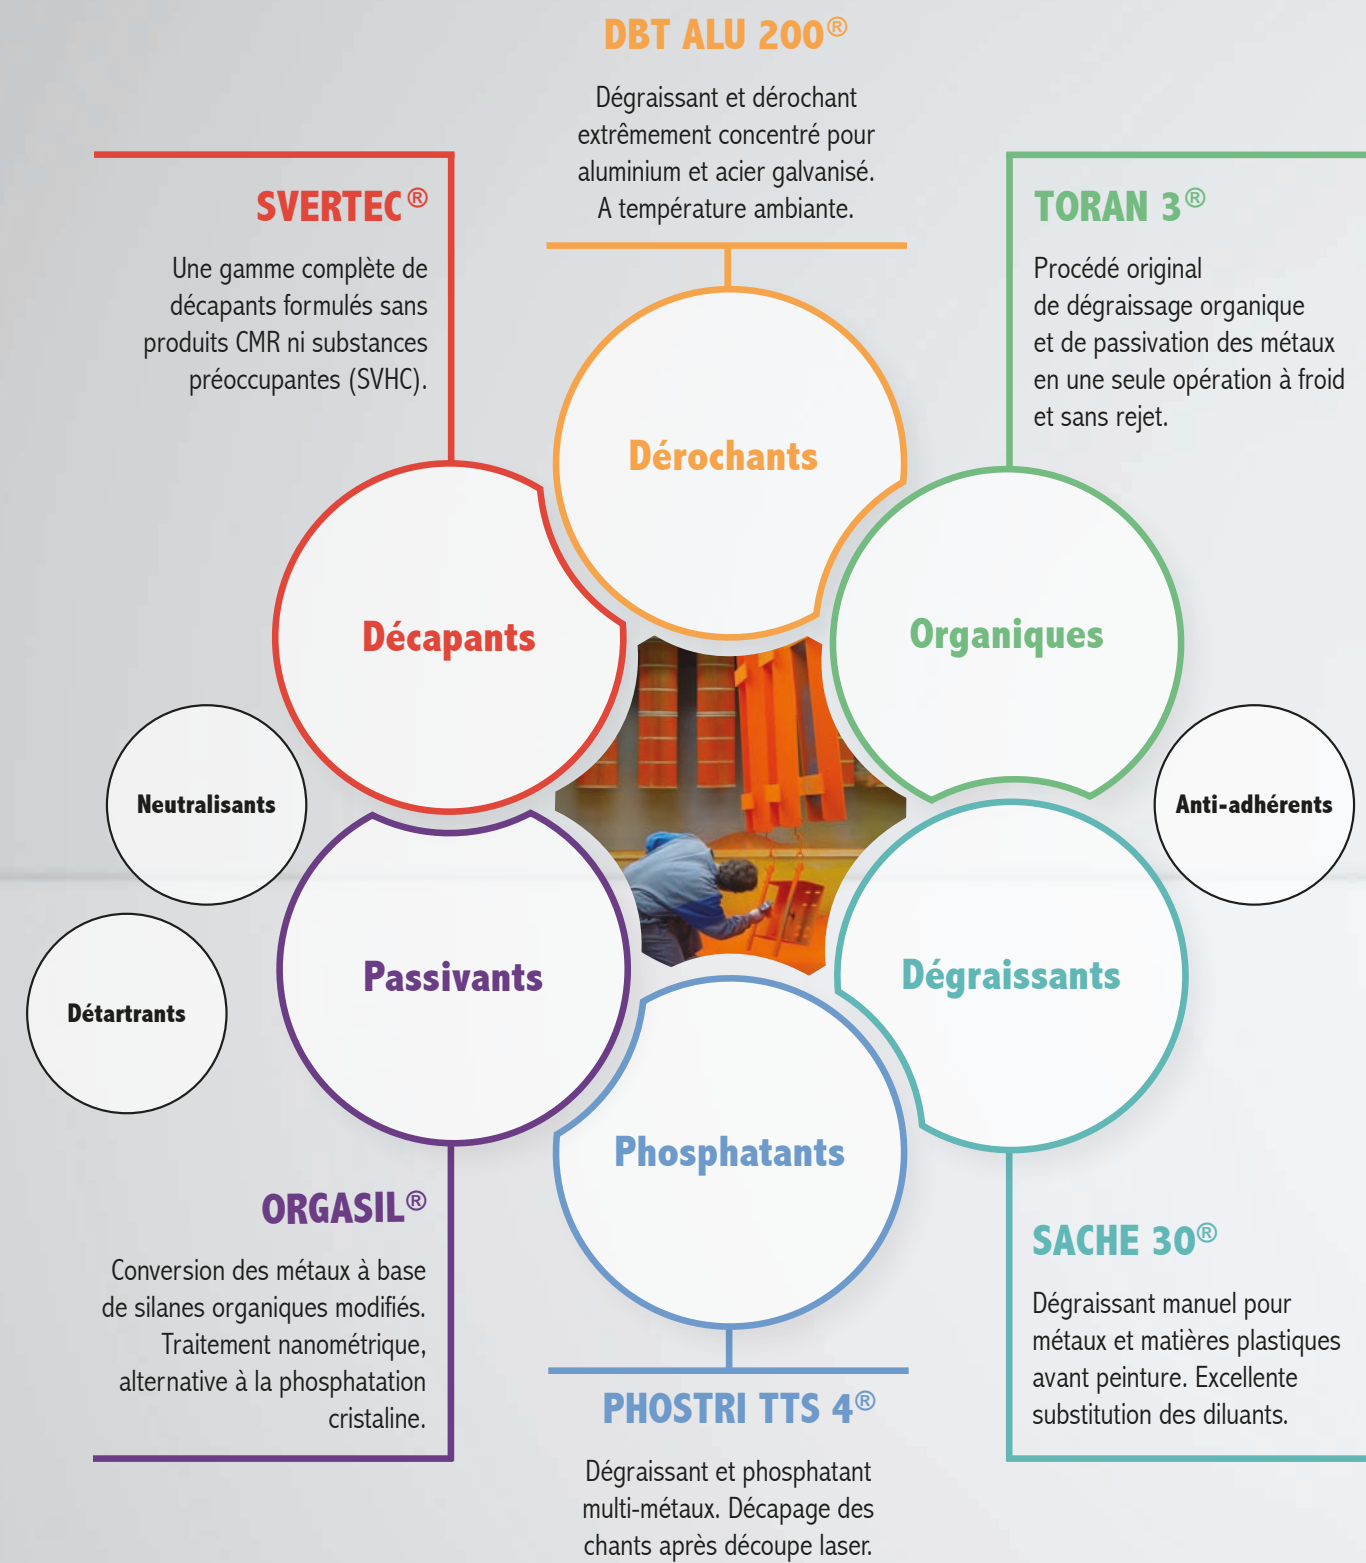 DBT ALU 200®
Dégraissant et dérochant
extrêmement concentré pour
aluminium et acier galvanisé.
A température ambiante.
SVERTEC®
Une gamme complète de
décapants formulés sans
produits CMR ni substances
préoccupantes (SVHC).
TORAN 3®
Procédé original
de dégraissage organique
et de passivation des métaux
en une seule opération à froid
et sans rejet.
Dérochants
Décapants
Organiques
Neutralisants
Anti-adhérents
Passivants
Dégraissants
Détartrants
Phosphatants
ORGASIL®
Conversion des métaux à base
de silanes organiques modifiés.
Traitement nanométrique,
alternative à la phosphatation
cristaline.
SACHE 30®
Dégraissant manuel pour
métaux et matières plastiques
avant peinture. Excellente
substitution des diluants.
PHOSTRI TTS 4®
Dégraissant et phosphatant
multi-métaux. Décapage des
chants après découpe laser.